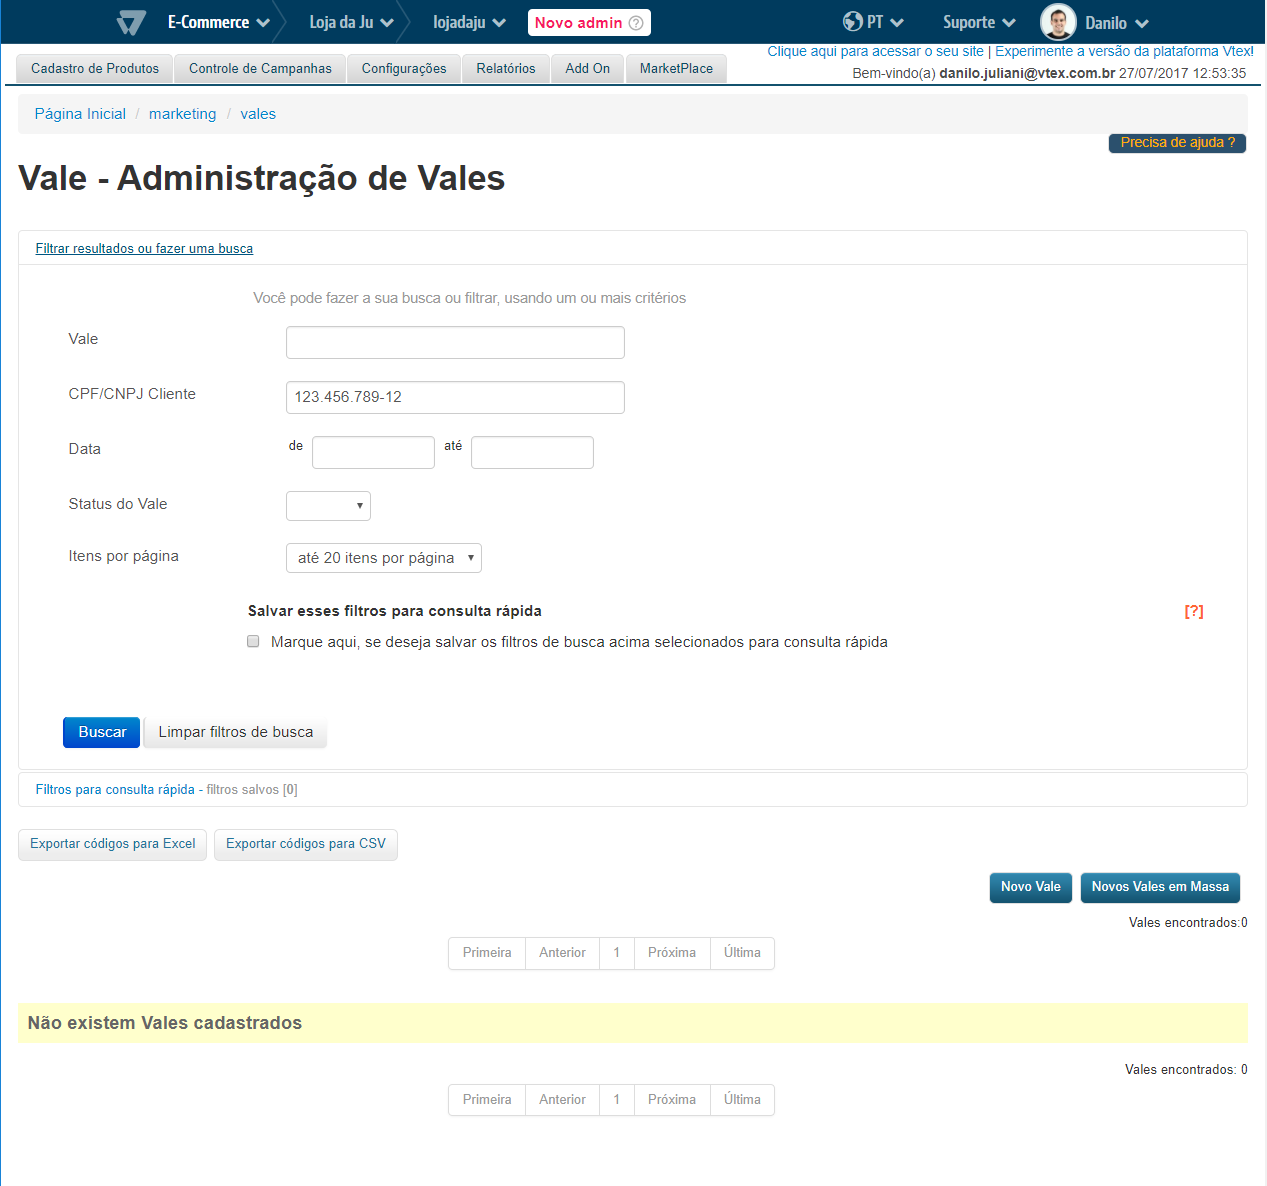 E-Commerce Loja da Ju lojadaju Novo admin ? PT Suporte Danilo
Clique aqui para acessar o seu site | Experimente a versão da plataforma Vtex!
Cadastro de Produtos Controle de Campanhas Configurações Relatórios Add On MarketPlace
Bem-vindo(a) danilo.juliani@vtex.com.br 27/07/2017 12:53:35
Página Inicial / marketing / vales
Precisa de ajuda ?
Vale - Administração de Vales
Filtrar resultados ou fazer uma busca
Você pode fazer a sua busca ou filtrar, usando um ou mais critérios
Vale
CPF/CNPJ Cliente 123.456.789-12
Data de até
Status do Vale
Itens por página até 20 itens por página
Salvar esses filtros para consulta rápida [?]
Marque aqui, se deseja salvar os filtros de busca acima selecionados para consulta rápida
Buscar Limpar filtros de busca
Filtros para consulta rápida - filtros salvos [0]
Exportar códigos para Excel Exportar códigos para CSV
Novo Vale Novos Vales em Massa
Vales encontrados:0
Primeira Anterior 1 Próxima Última
Não existem Vales cadastrados
Vales encontrados: 0
Primeira Anterior 1 Próxima Última